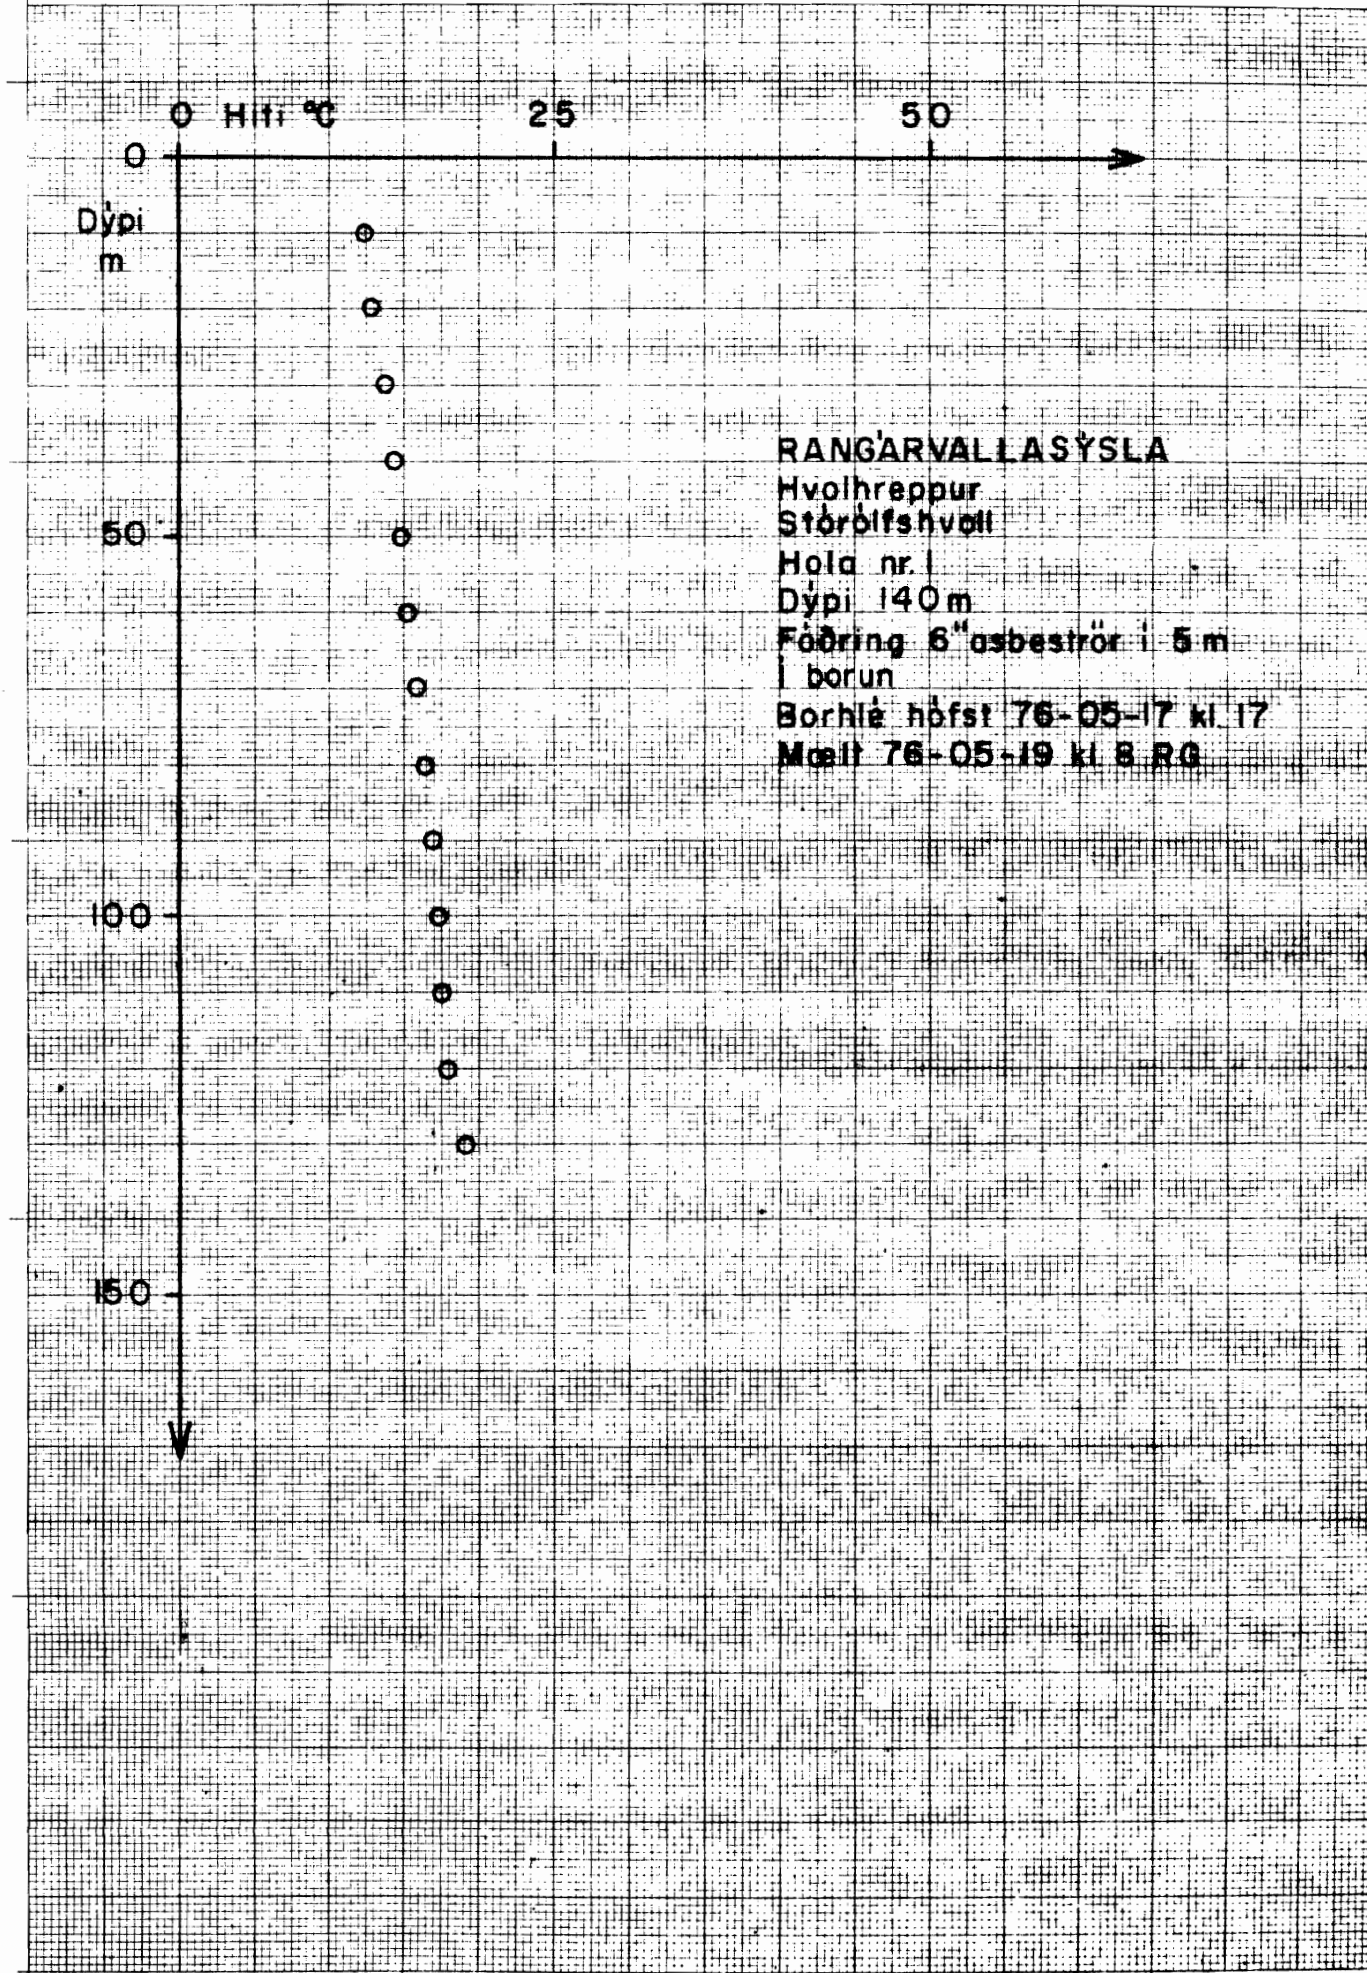 0 Hiti °C 25 50
0
Dýpi
m
50
100
150
RANGÁRVALLASÝSLA
Hvolhreppur
Stórólfshvoll
Hola nr. 1
Dýpi 140 m
Fóðring 6" asbeströr í 5 m
Í borun
Borhlé hófst 76-05-17 kl. 17
Mælt 76-05-19 kl 8 RG